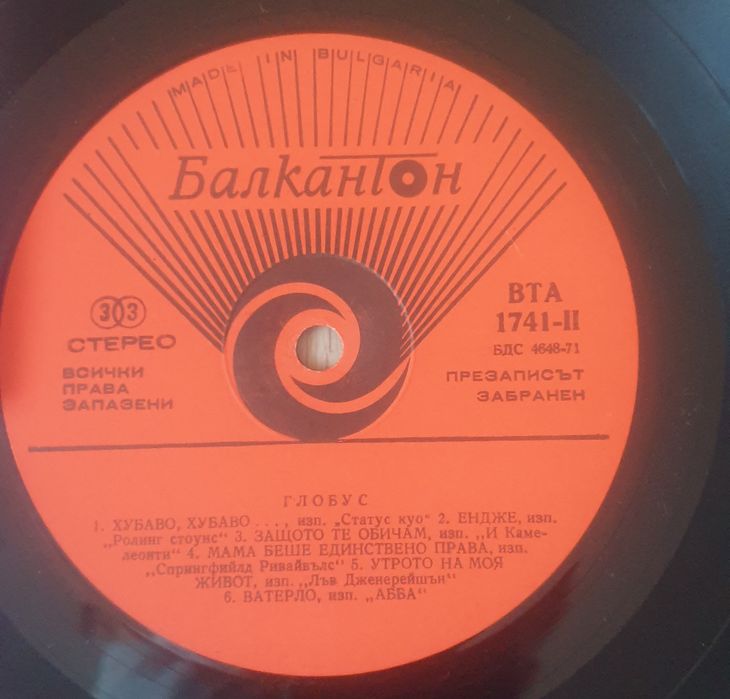 MADE IN BULGARIA
Балкантон
33
СТЕРЕО
ВСИЧКИ
ПРАВА
ЗАПАЗЕНИ
ВТА
1741-II
БДС 4648-71
ПРЕЗАПИСЪТ
ЗАБРАНЕН
ГЛОБУС
1. ХУБАВО, ХУБАВО . . ., изп. „Статус куо“ 2. ЕНДЖЕ, изп.
„Ролинг стоунс“ 3. ЗАЩОТО ТЕ ОБИЧАМ, изп. „И Каме-
леонти“ 4. МАМА БЕШЕ ЕДИНСТВЕНО ПРАВА, изп.
„Спрингфийлд Ривайвълс“ 5. УТРОТО НА МОЯ
ЖИВОТ, изп. „Лъв Дженерейшън“
6. ВАТЕРЛО, изп. „АББА“